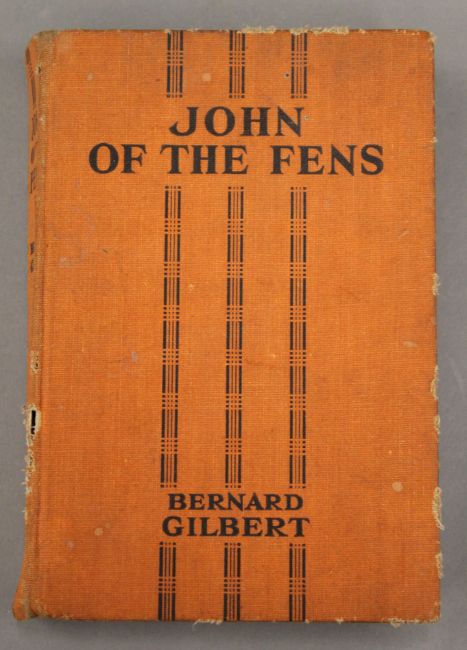 JOHN
OF THE FENS
BERNARD
GILBERT